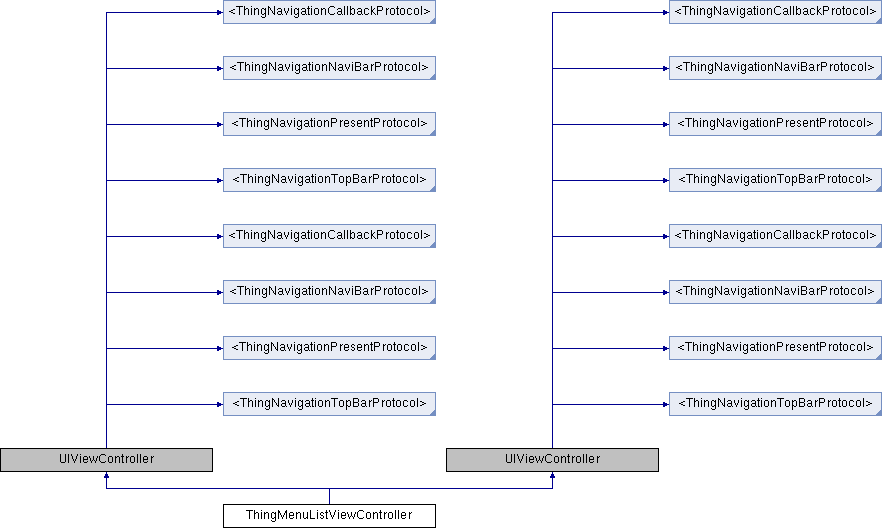 <ThingNavigationCallbackProtocol> <ThingNavigationCallbackProtocol>
<ThingNavigationNaviBarProtocol> <ThingNavigationNaviBarProtocol>
<ThingNavigationPresentProtocol> <ThingNavigationPresentProtocol>
<ThingNavigationTopBarProtocol> <ThingNavigationTopBarProtocol>
<ThingNavigationCallbackProtocol> <ThingNavigationCallbackProtocol>
<ThingNavigationNaviBarProtocol> <ThingNavigationNaviBarProtocol>
<ThingNavigationPresentProtocol> <ThingNavigationPresentProtocol>
<ThingNavigationTopBarProtocol> <ThingNavigationTopBarProtocol>
UIViewController UIViewController
ThingMenuListViewController